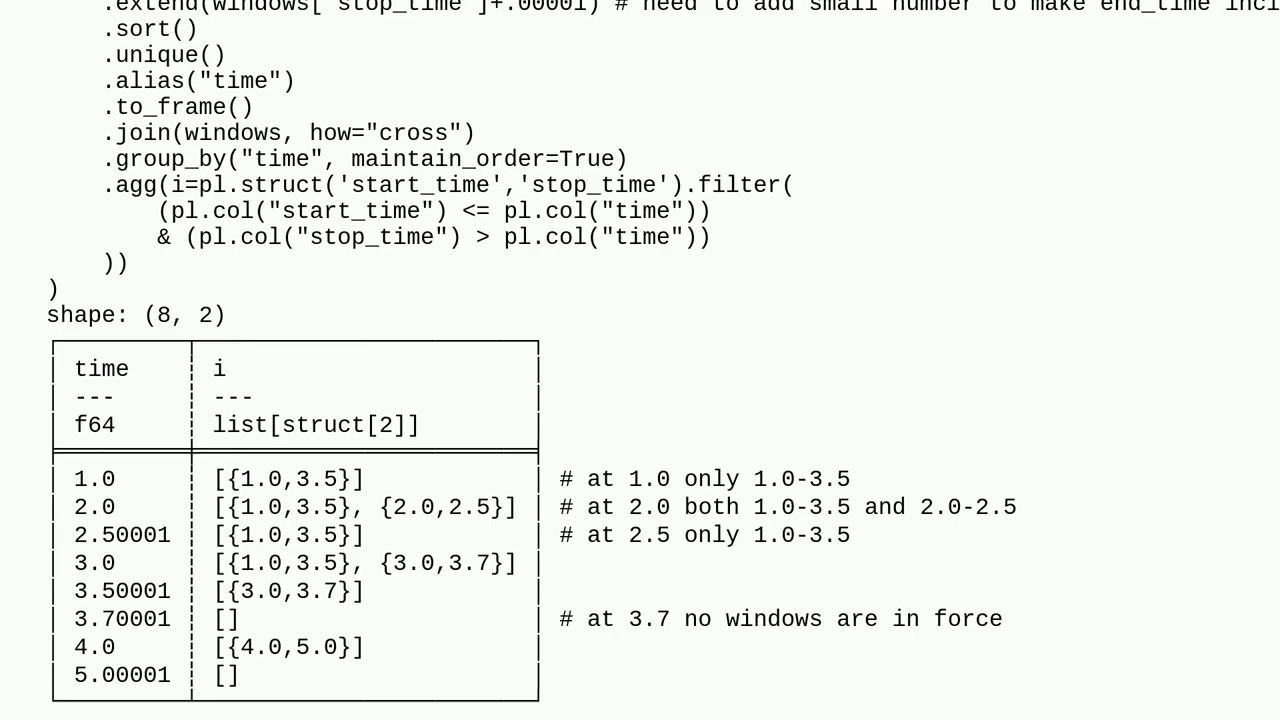 .extend(windows['stop_time']+.00001) # need to add small number to make end_time
.sort()
.unique()
.alias("time")
.to_frame()
.join(windows, how="cross")
.group_by("time", maintain_order=True)
.agg(i=pl.struct('start_time','stop_time').filter(
(pl.col("start_time") <= pl.col("time"))
& (pl.col("stop_time") > pl.col("time"))
))
)
shape: (8, 2)
time i
--- ---
f64 list[struct[2]]
1.0 [{1.0,3.5}] # at 1.0 only 1.0-3.5
2.0 [{1.0,3.5}, {2.0,2.5}] # at 2.0 both 1.0-3.5 and 2.0-2.5
2.50001 [{1.0,3.5}] # at 2.5 only 1.0-3.5
3.0 [{1.0,3.5}, {3.0,3.7}]
3.50001 [{3.0,3.7}]
3.70001 [] # at 3.7 no windows are in force
4.0 [{4.0,5.0}]
5.00001 []